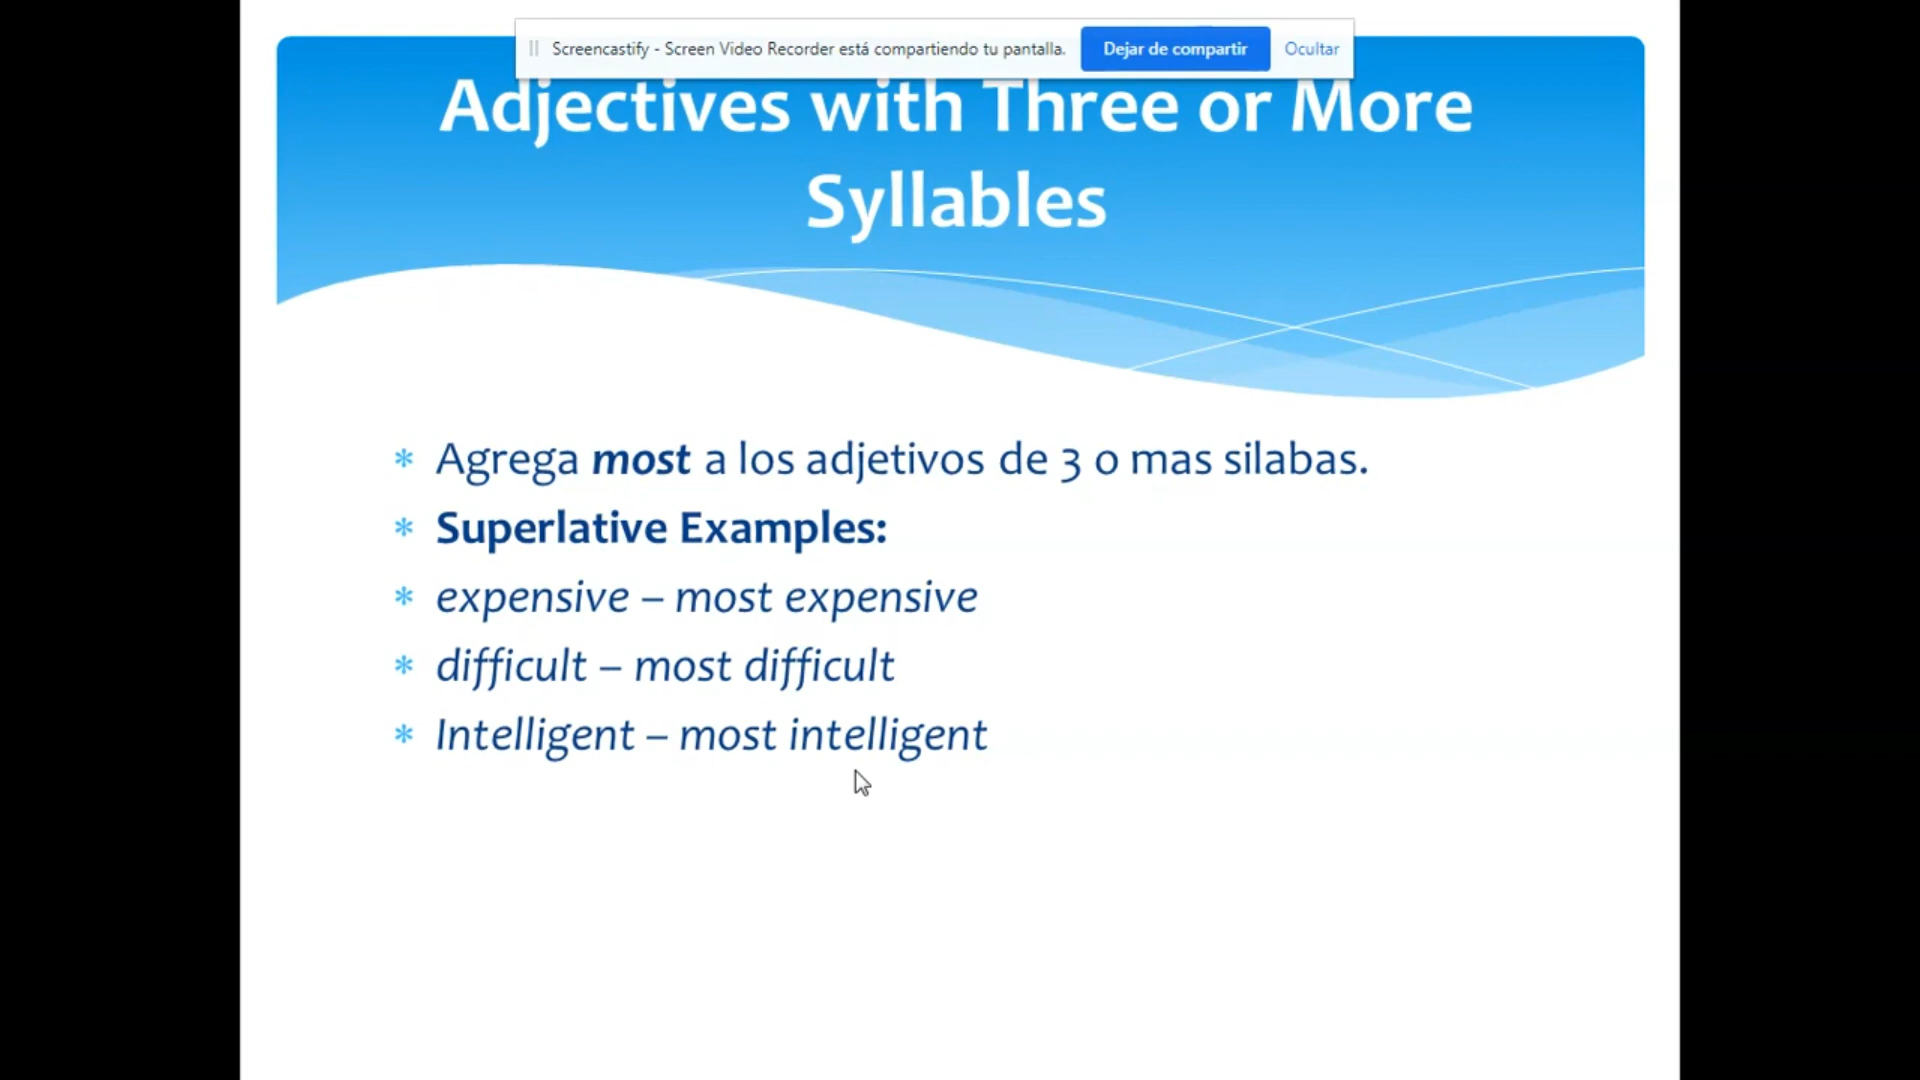 Screencastify - Screen Video Recorder está compartiendo tu pantalla.
Dejar de compartir
Ocultar
Adjectives with Three or More
Syllables
Agrega most a los adjetivos de 3 o mas silabas.
Superlative Examples:
expensive – most expensive
difficult – most difficult
Intelligent – most intelligent